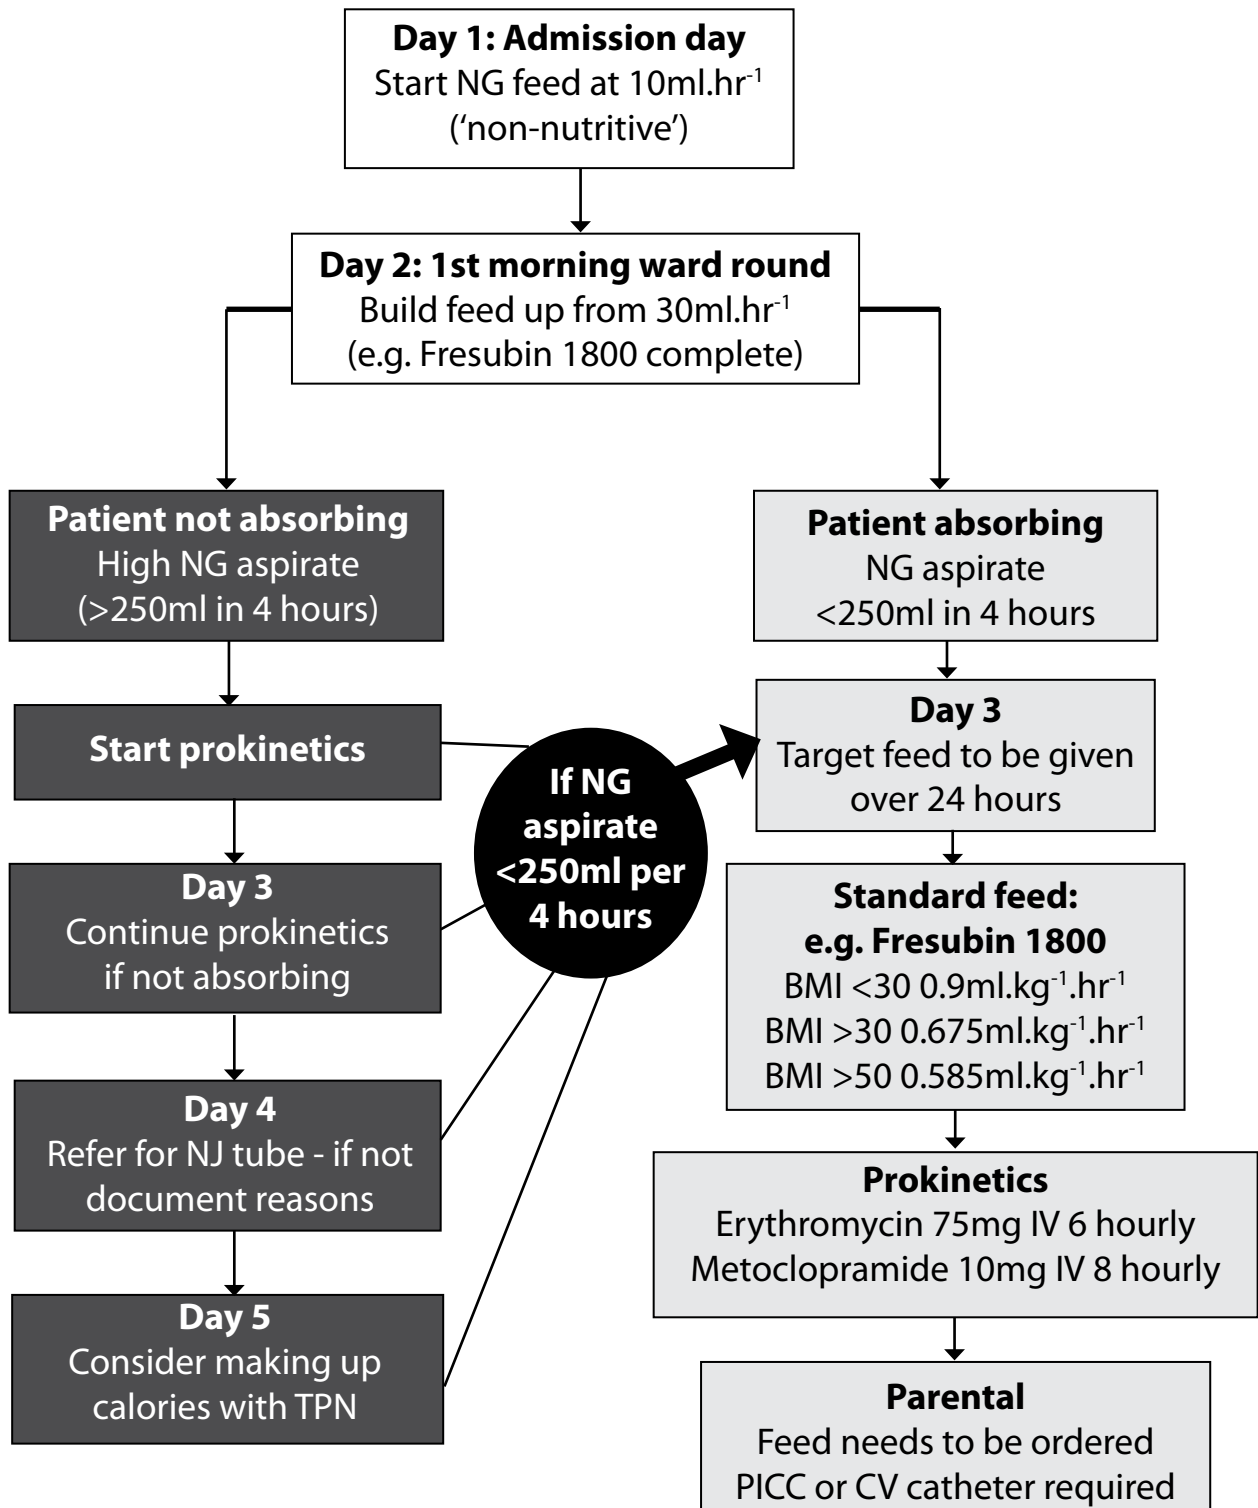 Day 1: Admission day
Start NG feed at 10ml.hr⁻¹
(‘non-nutritive’)
Day 2: 1st morning ward round
Build feed up from 30ml.hr⁻¹
(e.g. Fresubin 1800 complete)
Patient not absorbing
High NG aspirate
(>250ml in 4 hours)
Start prokinetics
Day 3
Continue prokinetics
if not absorbing
Day 4
Refer for NJ tube - if not
document reasons
Day 5
Consider making up
calories with TPN
If NG
aspirate
<250ml per
4 hours
Patient absorbing
NG aspirate
<250ml in 4 hours
Day 3
Target feed to be given
over 24 hours
Standard feed:
e.g. Fresubin 1800
BMI <30 0.9ml.kg⁻¹.hr⁻¹
BMI >30 0.675ml.kg⁻¹.hr⁻¹
BMI >50 0.585ml.kg⁻¹.hr⁻¹
Prokinetics
Erythromycin 75mg IV 6 hourly
Metoclopramide 10mg IV 8 hourly
Parental
Feed needs to be ordered
PICC or CV catheter required